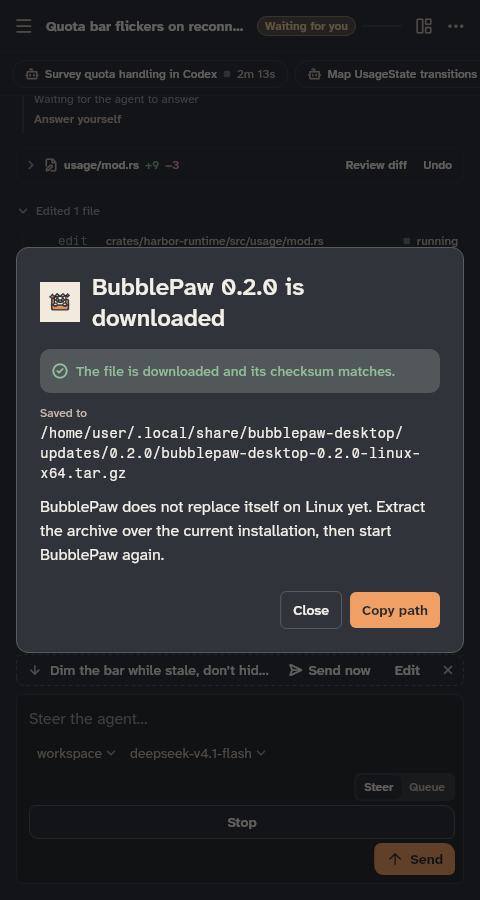 Quota bar flickers on reconn...
Waiting for you
Survey quota handling in Codex 2m 13s
Map UsageState transitions
Waiting for the agent to answer
Answer yourself
usage/mod.rs +9 −3
Review diff Undo
Edited 1 file
edit crates/harbor-runtime/src/usage/mod.rs running
BubblePaw 0.2.0 is
downloaded
The file is downloaded and its checksum matches.
Saved to
/home/user/.local/share/bubblepaw-desktop/
updates/0.2.0/bubblepaw-desktop-0.2.0-linux-
x64.tar.gz
BubblePaw does not replace itself on Linux yet. Extract
the archive over the current installation, then start
BubblePaw again.
Close Copy path
Dim the bar while stale, don't hid... Send now Edit
Steer the agent...
workspace deepseek-v4.1-flash
Steer Queue
Stop
Send